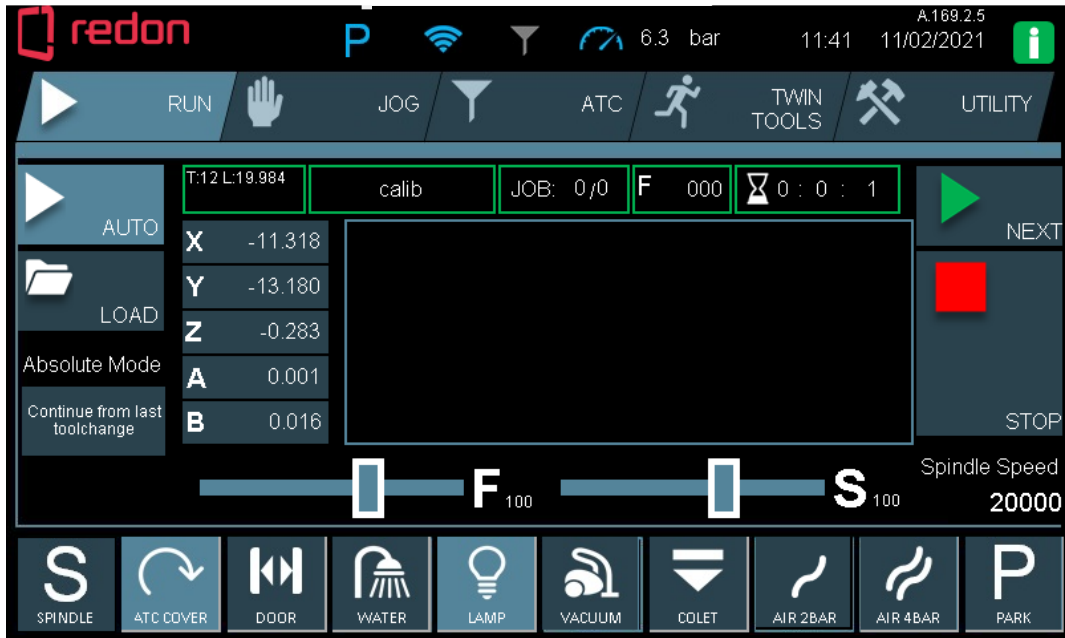 redon
P
6.3 bar
11:41
A.169.2.5
11/02/2021
i
RUN
JOG
ATC
TWIN
TOOLS
UTILITY
AUTO
T:12 L:19.984
calib
JOB: 0/0
F 000
0 : 0 : 1
NEXT
LOAD
X -11.318
Y -13.180
Z -0.283
A 0.001
B 0.016
Absolute Mode
Continue from last
toolchange
STOP
F 100
S 100
Spindle Speed
20000
S
SPINDLE
ATC COVER
DOOR
WATER
LAMP
VACUUM
COLET
AIR 2BAR
AIR 4BAR
P
PARK